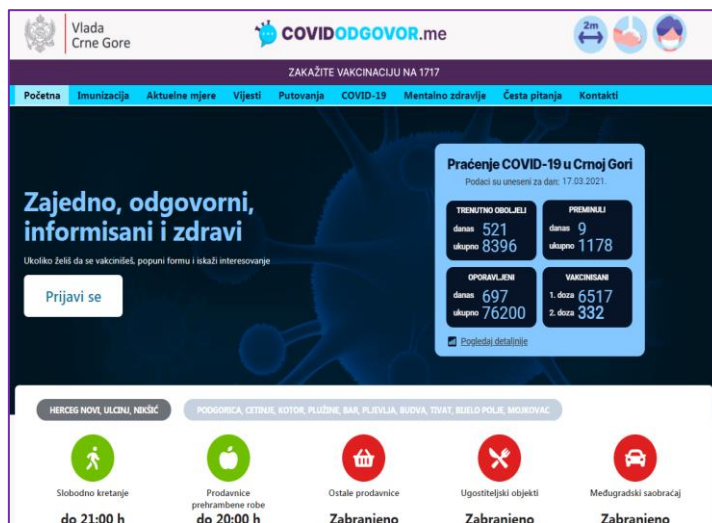 Vlada
Crne Gore
COVIDODGOVOR.me
2m
ZAKAŽITE VAKCINACIJU NA 1717
Početna Imunizacija Aktuelne mjere Vijesti Putovanja COVID-19 Mentalno zdravlje Česta pitanja Kontakti
Zajedno, odgovorni,
informisani i zdravi
Ukoliko želiš da se vakcinišeš, popuni formu i iskaži interesovanje
Prijavi se
Praćenje COVID-19 u Crnoj Gori
Podaci su uneseni za dan: 17.03.2021.
TRENUTNO OBOLJELI
danas 521
ukupno 8396
PREMINULI
danas 9
ukupno 1178
OPORAVLJENI
danas 697
ukupno 76200
VAKCINISANI
1. doza 6517
2. doza 332
Pogledaj detaljnije
HERCEG NOVI, ULCINJ, NIKŠIĆ
PODGORICA, CETINJE, KOTOR, PLUŽINE, BAR, PLJEVLJA, BUDVA, TIVAT, BIJELO POLJE, MOJKOVAC
Slobodno kretanje
do 21:00 h
Prodavnice
prehrambene robe
do 20:00 h
Ostale prodavnice
Zabranjeno
Ugostiteljski objekti
Zabranjeno
Međugradski saobraćaj
Zabranjeno